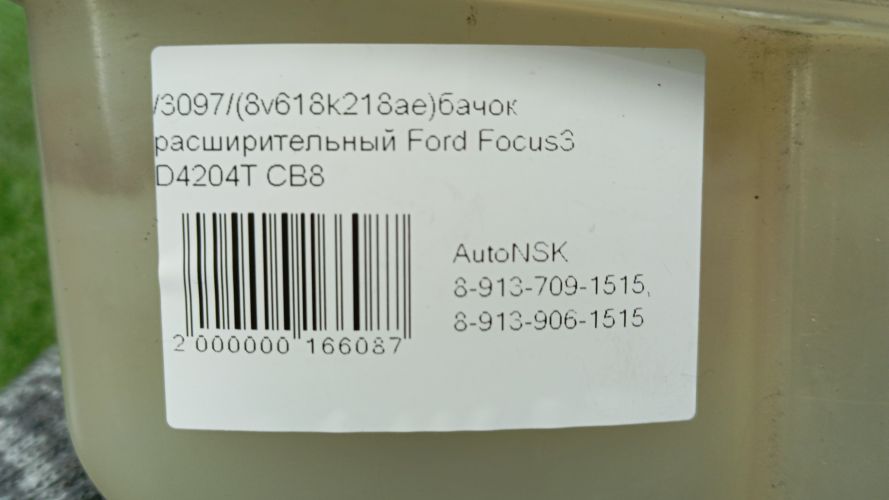 /3097/(8v618k218ae)бачок
расширительный Ford Focus3
D4204T CB8
AutoNSK
8-913-709-1515,
8-913-906-1515
2 000000 166087